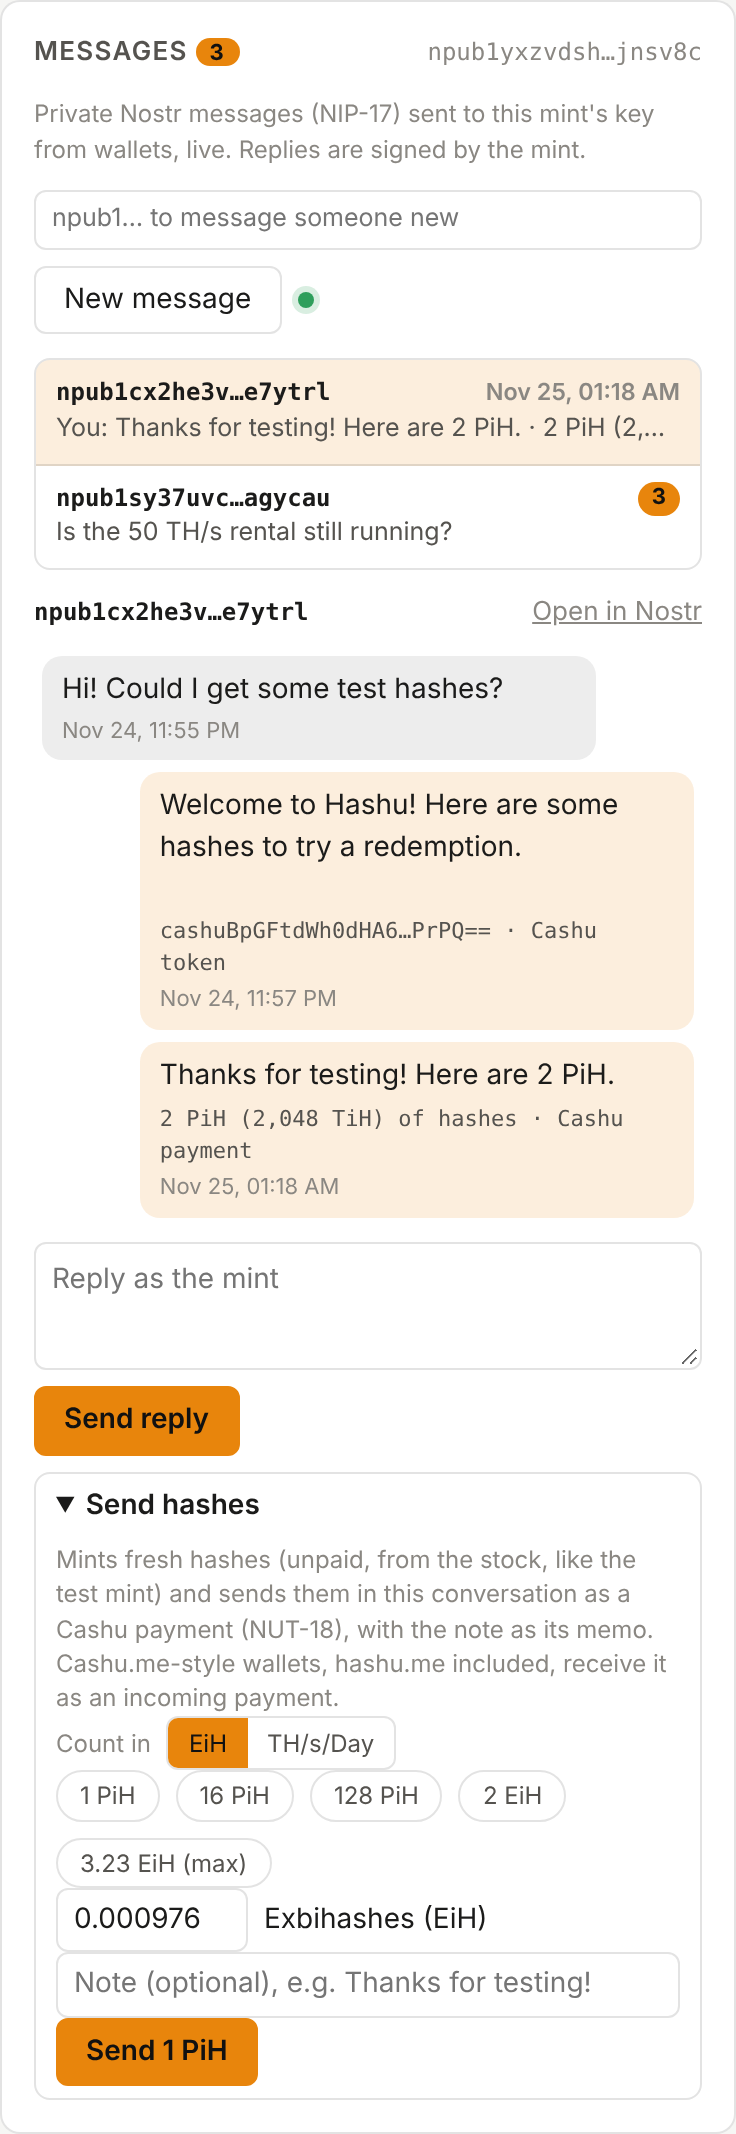 MESSAGES 3
npub1yxzvdsh…jnsv8c
Private Nostr messages (NIP-17) sent to this mint's key
from wallets, live. Replies are signed by the mint.
npub1... to message someone new
New message
npub1cx2he3v…e7ytrl
Nov 25, 01:18 AM
You: Thanks for testing! Here are 2 PiH. · 2 PiH (2,...
npub1sy37uvc…agycau
3
Is the 50 TH/s rental still running?
npub1cx2he3v…e7ytrl
Open in Nostr
Hi! Could I get some test hashes?
Nov 24, 11:55 PM
Welcome to Hashu! Here are some
hashes to try a redemption.
cashuBpGFtdWh0dHA6…PrPQ== · Cashu
token
Nov 24, 11:57 PM
Thanks for testing! Here are 2 PiH.
2 PiH (2,048 TiH) of hashes · Cashu
payment
Nov 25, 01:18 AM
Reply as the mint
Send reply
▼ Send hashes
Mints fresh hashes (unpaid, from the stock, like the
test mint) and sends them in this conversation as a
Cashu payment (NUT-18), with the note as its memo.
Cashu.me-style wallets, hashu.me included, receive it
as an incoming payment.
Count in EiH TH/s/Day
1 PiH 16 PiH 128 PiH 2 EiH
3.23 EiH (max)
0.000976 Exbihashes (EiH)
Note (optional), e.g. Thanks for testing!
Send 1 PiH